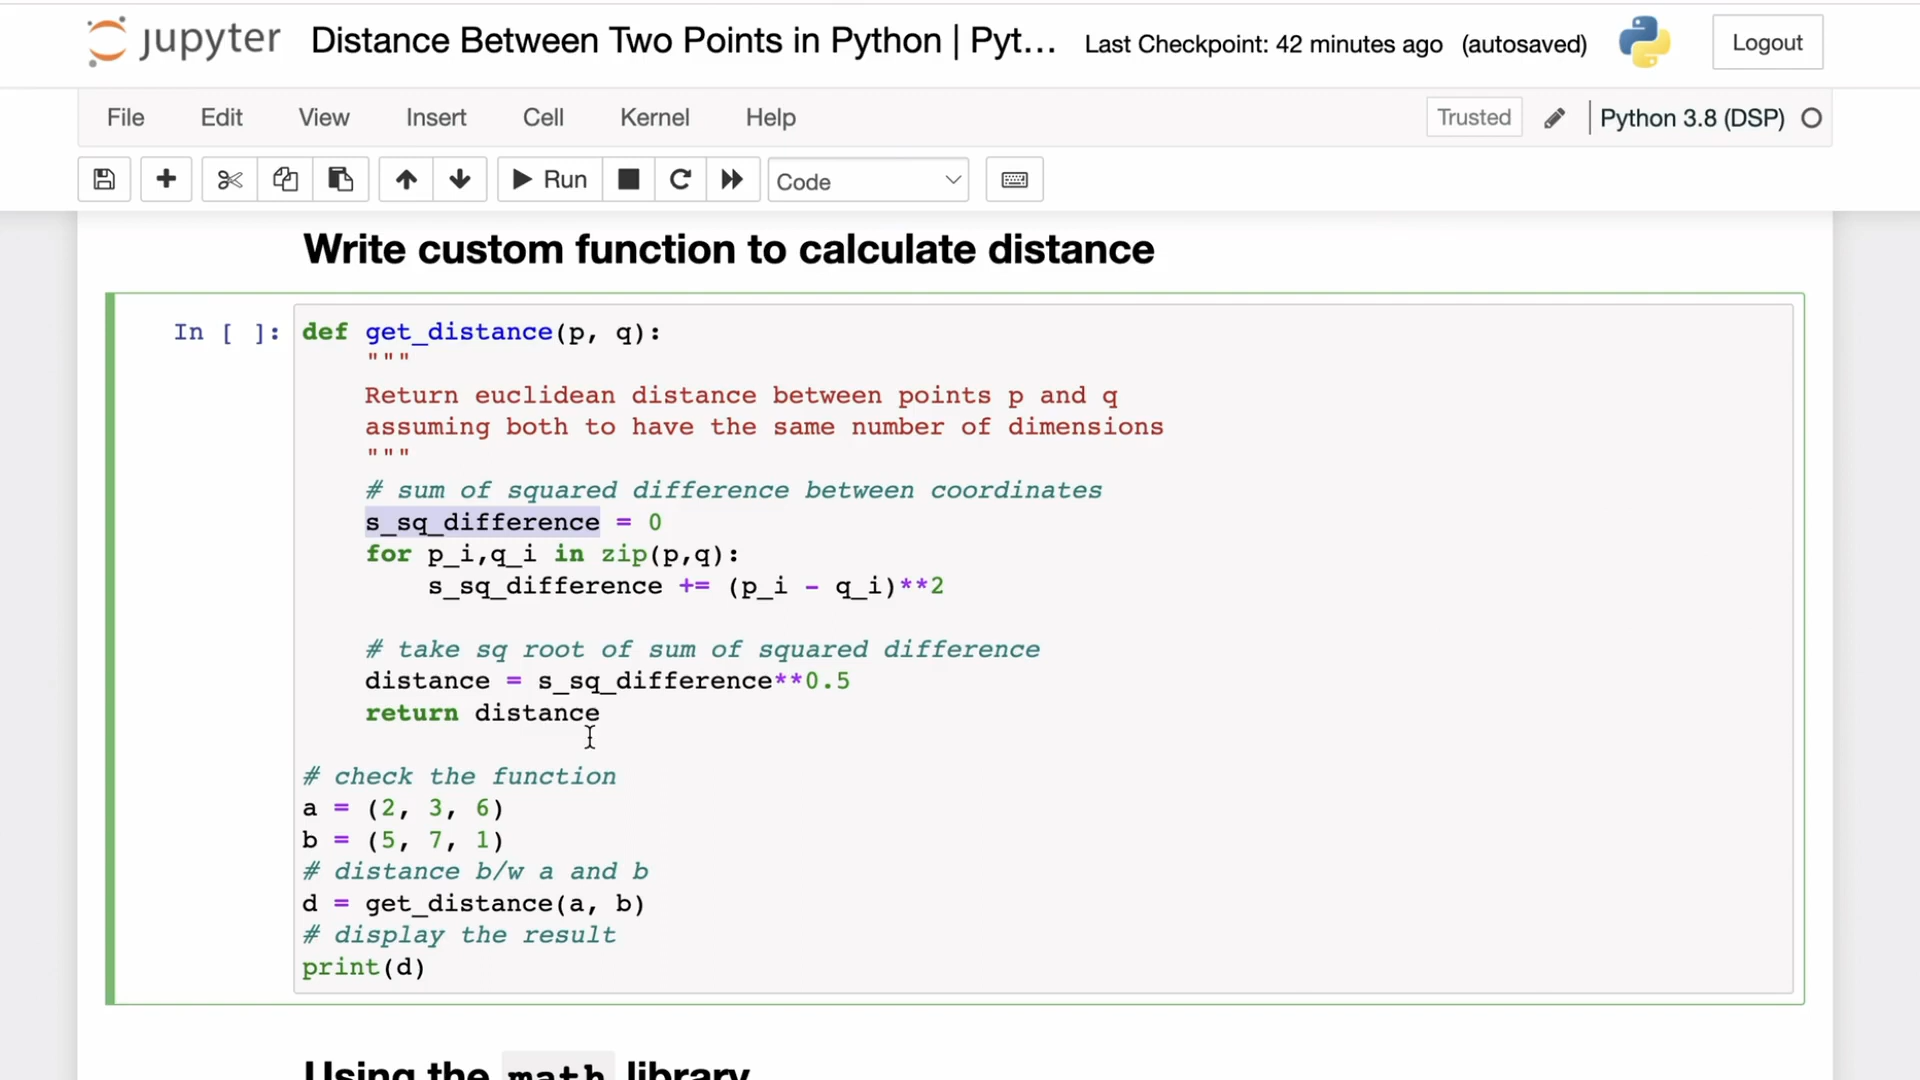 jupyter Distance Between Two Points in Python | Pyt... Last Checkpoint: 42 minutes ago (autosaved) Logout
File Edit View Insert Cell Kernel Help Trusted Python 3.8 (DSP)
Run Code
Write custom function to calculate distance
In [ ]: def get_distance(p, q):
"""
Return euclidean distance between points p and q
assuming both to have the same number of dimensions
"""
# sum of squared difference between coordinates
s_sq_difference = 0
for p_i,q_i in zip(p,q):
s_sq_difference += (p_i - q_i)**2
# take sq root of sum of squared difference
distance = s_sq_difference**0.5
return distance
# check the function
a = (2, 3, 6)
b = (5, 7, 1)
# distance b/w a and b
d = get_distance(a, b)
# display the result
print(d)
Using the math library